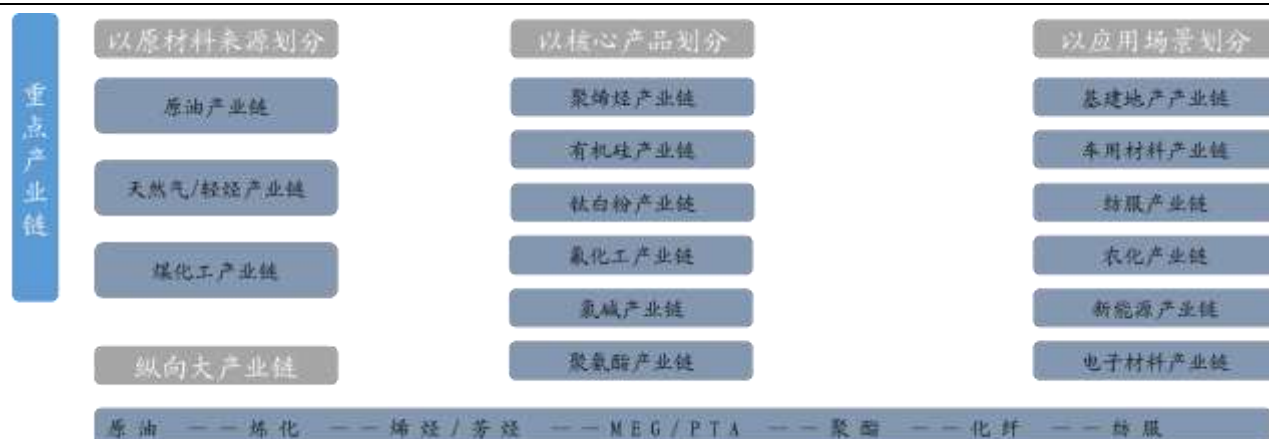 重点产业链
以原材料来源划分
原油产业链
天然气/轻烃产业链
煤化工产业链
纵向大产业链
以核心产品划分
聚烯烃产业链
有机硅产业链
钛白粉产业链
氟化工产业链
氯碱产业链
聚氨酯产业链
以应用场景划分
基建地产产业链
车用材料产业链
纺服产业链
农化产业链
新能源产业链
电子材料产业链
原油 －－炼化 －－烯烃/芳烃 －－MEG/PTA －－聚酯 －－化纤 －－纺服